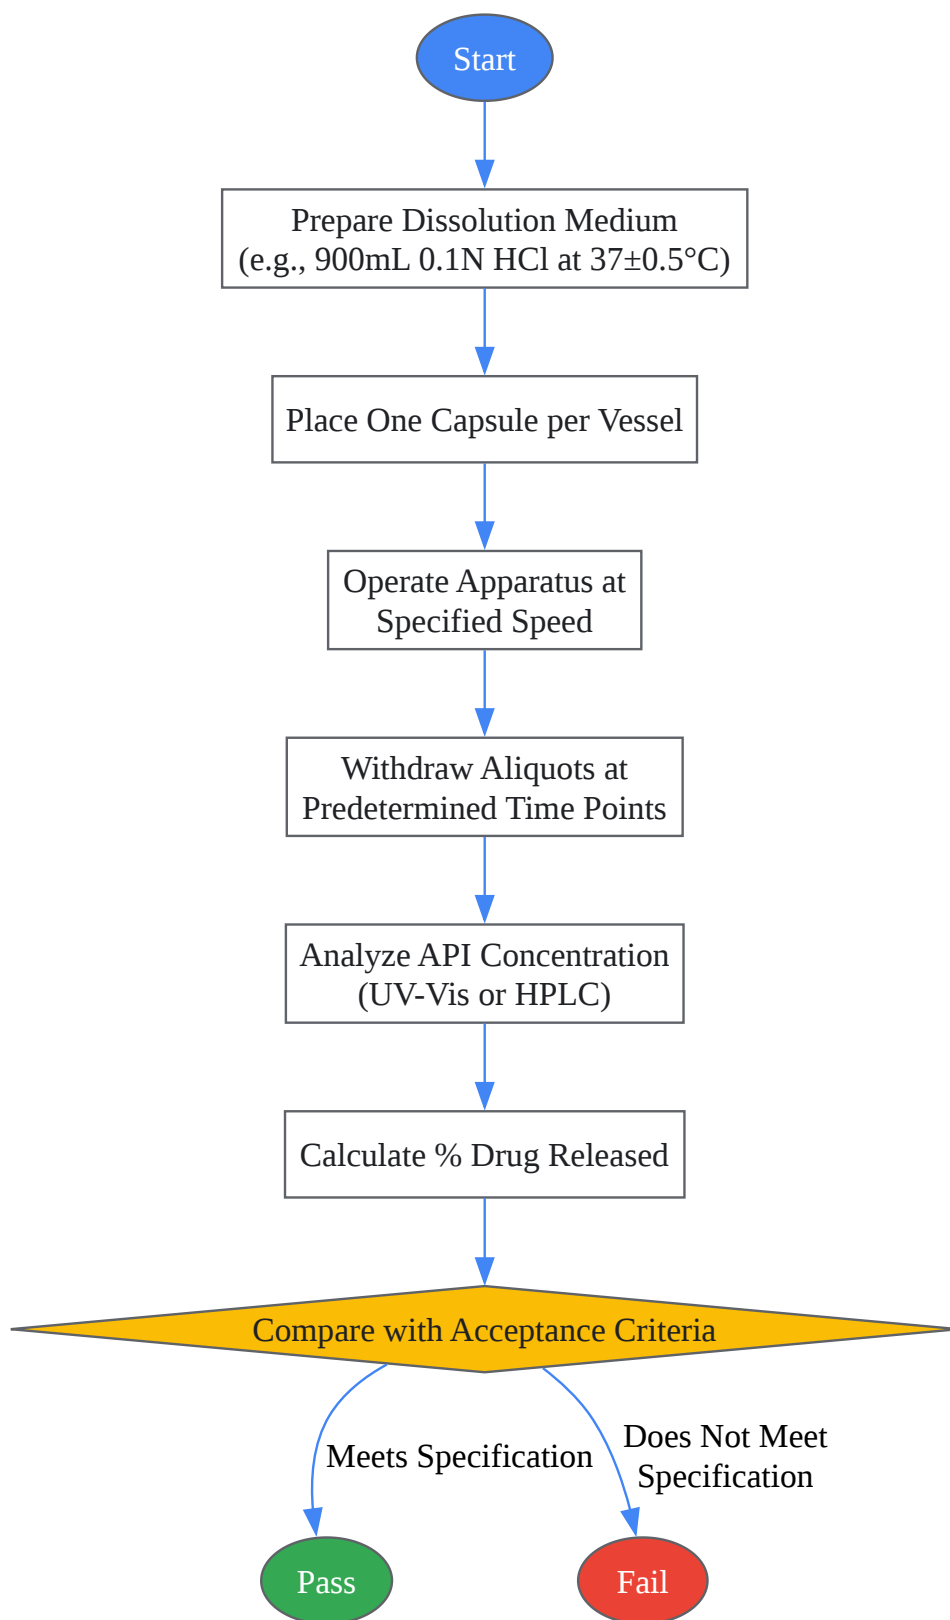 Start
Prepare Dissolution Medium
(e.g., 900mL 0.1N HCl at 37±0.5°C)
Place One Capsule per Vessel
Operate Apparatus at
Specified Speed
Withdraw Aliquots at
Predetermined Time Points
Analyze API Concentration
(UV-Vis or HPLC)
Calculate % Drug Released
Compare with Acceptance Criteria
Meets Specification
Does Not Meet
Specification
Pass
Fail